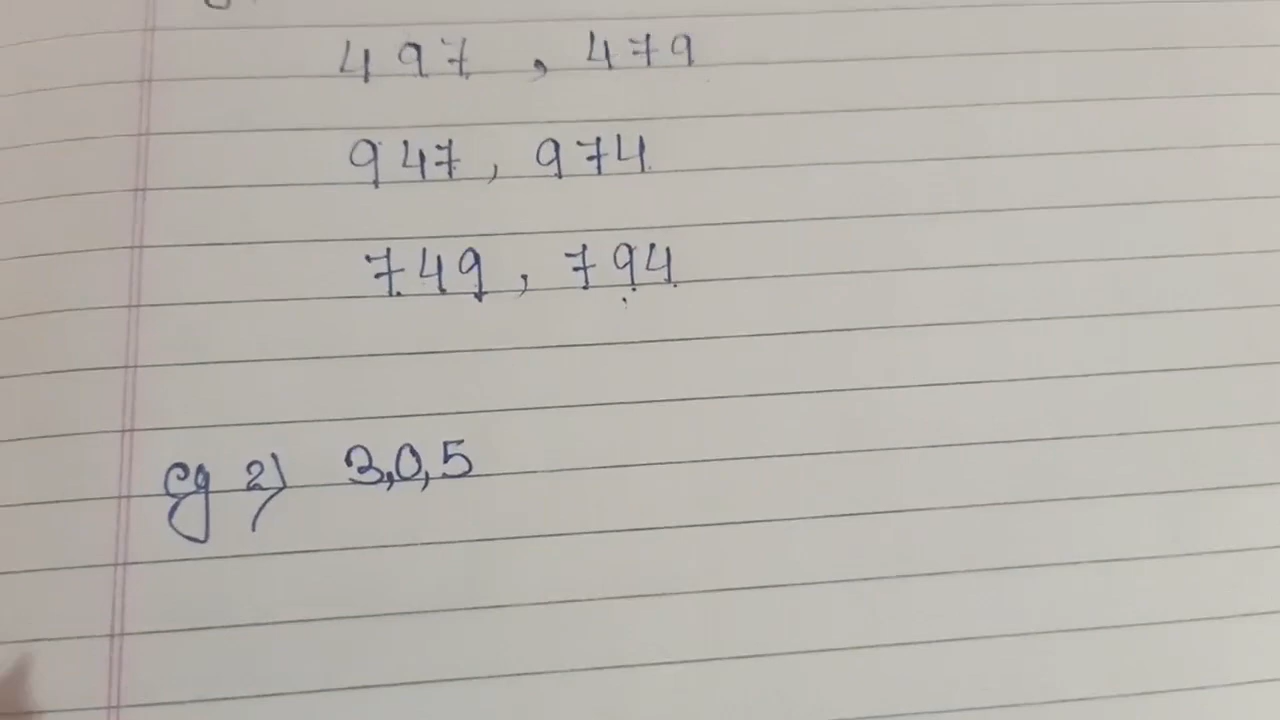 497 , 479
947 , 974
749 , 794
eg 2) 3,0,5